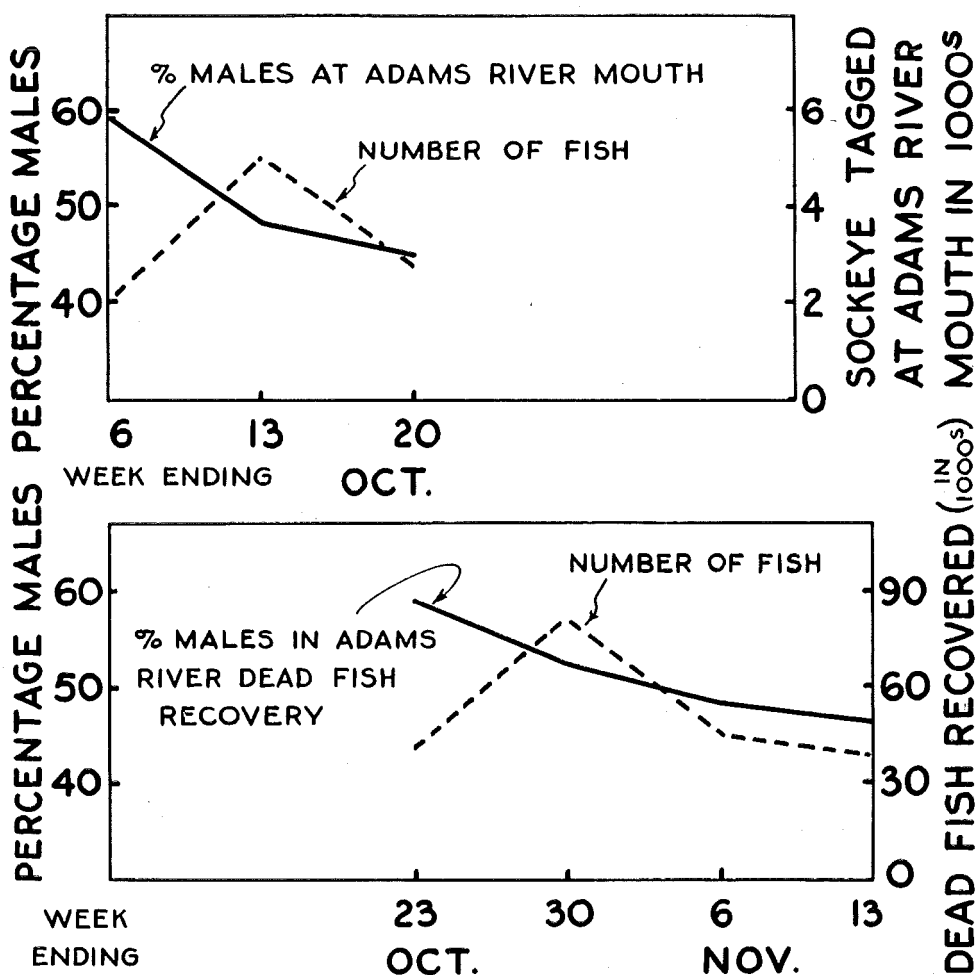 PERCENTAGE MALES
% MALES AT ADAMS RIVER MOUTH
NUMBER OF FISH
60
50
40
6
4
2
0
SOCKEYE TAGGED
AT ADAMS RIVER
MOUTH IN 1000s
6 13 20
WEEK ENDING OCT.
PERCENTAGE MALES
NUMBER OF FISH
% MALES IN ADAMS
RIVER DEAD FISH
RECOVERY
60
50
40
90
60
30
0
DEAD FISH RECOVERED (IN 1000s)
23 30 6 13
WEEK
ENDING
OCT. NOV.